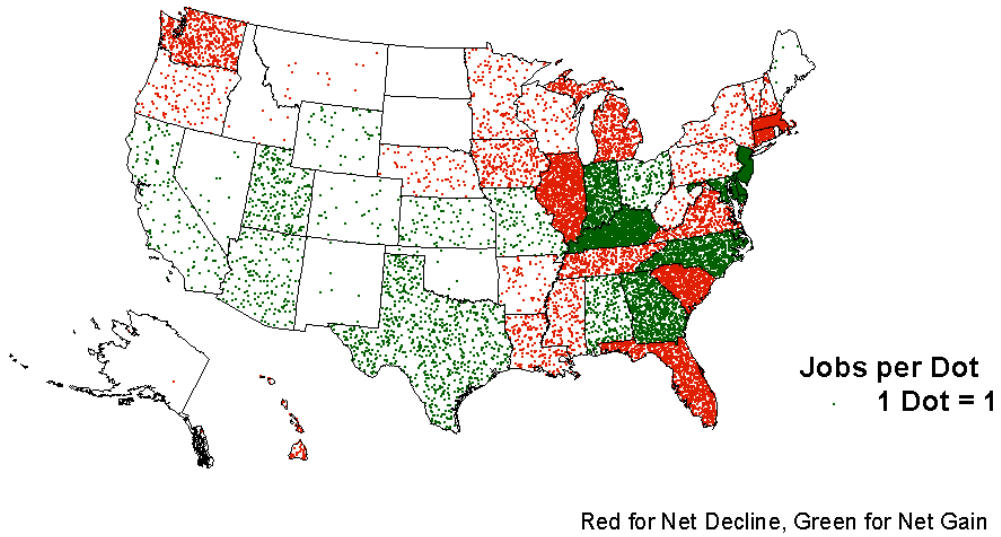 Jobs per Dot
1 Dot = 1
Red for Net Decline, Green for Net Gain